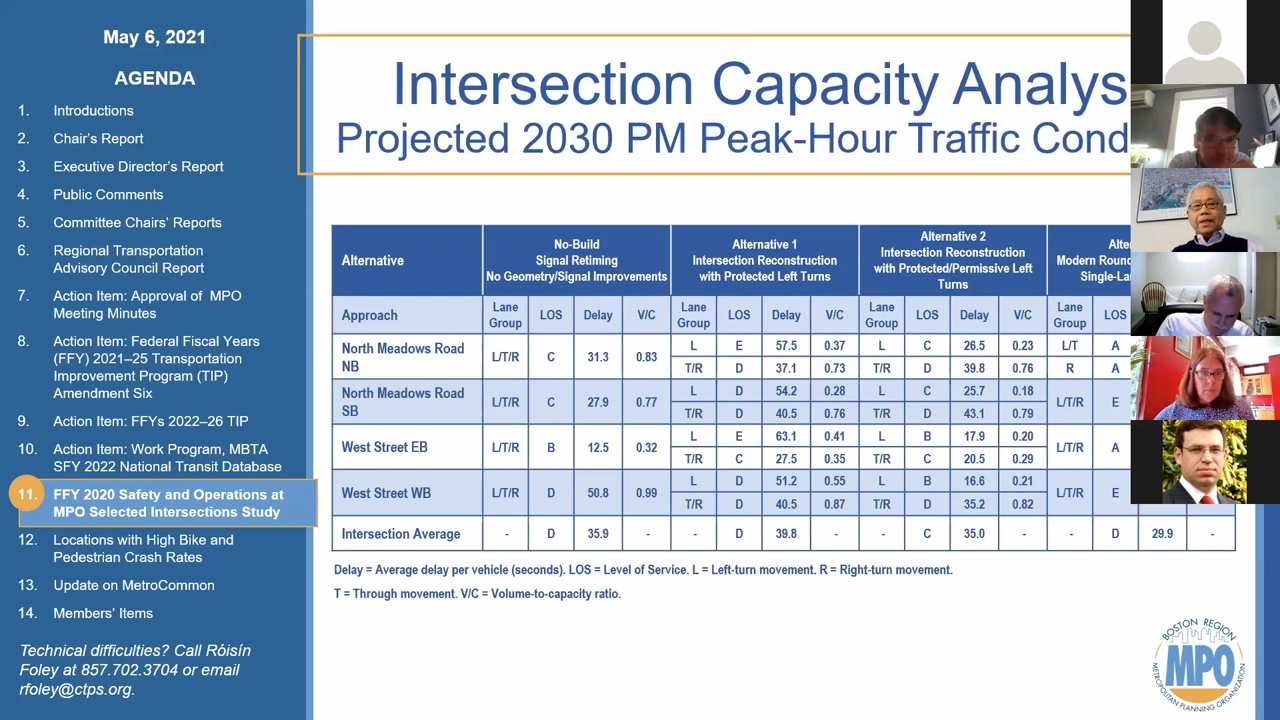 May 6, 2021
AGENDA
1. Introductions
2. Chair's Report
3. Executive Director's Report
4. Public Comments
5. Committee Chairs' Reports
6. Regional Transportation
Advisory Council Report
7. Action Item: Approval of MPO
Meeting Minutes
8. Action Item: Federal Fiscal Years
(FFY) 2021–25 Transportation
Improvement Program (TIP)
Amendment Six
9. Action Item: FFYs 2022–26 TIP
10. Action Item: Work Program, MBTA
SFY 2022 National Transit Database
11. FFY 2020 Safety and Operations at
MPO Selected Intersections Study
12. Locations with High Bike and
Pedestrian Crash Rates
13. Update on MetroCommon
14. Members' Items
Technical difficulties? Call Róisín
Foley at 857.702.3704 or email
rfoley@ctps.org.
Intersection Capacity Analys
Projected 2030 PM Peak-Hour Traffic Cond
Alternative
No-Build
Signal Retiming
No Geometry/Signal Improvements
Alternative 1
Intersection Reconstruction
with Protected Left Turns
Alternative 2
Intersection Reconstruction
with Protected/Permissive Left
Turns
Alte
Modern Round
Single-La
Approach Lane Group LOS Delay V/C Lane Group LOS Delay V/C Lane Group LOS Delay V/C Lane Group LOS
North Meadows Road NB L/T/R C 31.3 0.83 L E 57.5 0.37 L C 26.5 0.23 L/T A
T/R D 37.1 0.73 T/R D 39.8 0.76 R A
North Meadows Road SB L/T/R C 27.9 0.77 L D 54.2 0.28 L C 25.7 0.18 L/T/R E
T/R D 40.5 0.76 T/R D 43.1 0.79
West Street EB L/T/R B 12.5 0.32 L E 63.1 0.41 L B 17.9 0.20 L/T/R A
T/R C 27.5 0.35 T/R C 20.5 0.29
West Street WB L/T/R D 50.8 0.99 L D 51.2 0.55 L B 16.6 0.21 L/T/R E
T/R D 40.5 0.87 T/R D 35.2 0.82
Intersection Average - D 35.9 - - D 39.8 - - C 35.0 - - D 29.9 -
Delay = Average delay per vehicle (seconds). LOS = Level of Service. L = Left-turn movement. R = Right-turn movement.
T = Through movement. V/C = Volume-to-capacity ratio.
BOSTON REGION
MPO
METROPOLITAN PLANNING ORGANIZATION